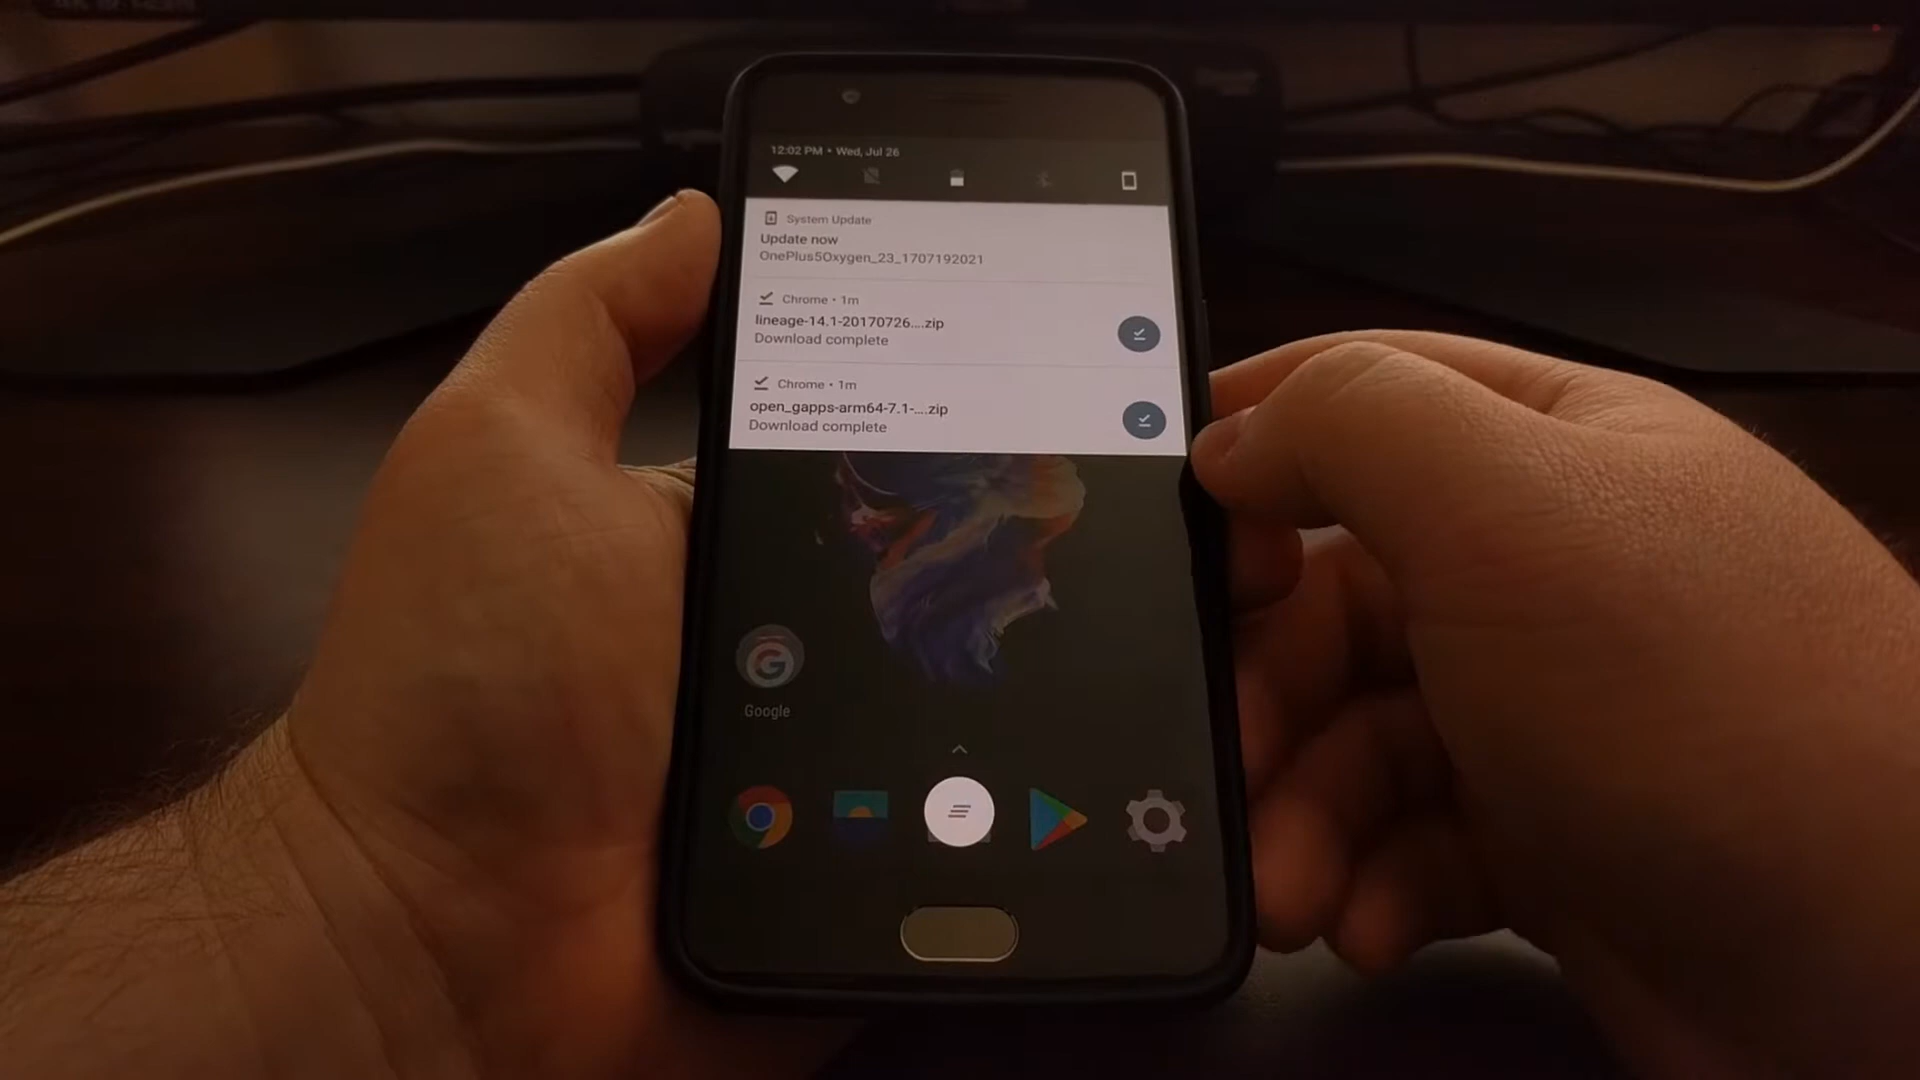 12:02 PM • Wed, Jul 26
System Update
Update now
OnePlus5Oxygen_23_1707192021
Chrome • 1m
lineage-14.1-20170726....zip
Download complete
Chrome • 1m
open_gapps-arm64-7.1-....zip
Download complete
Google